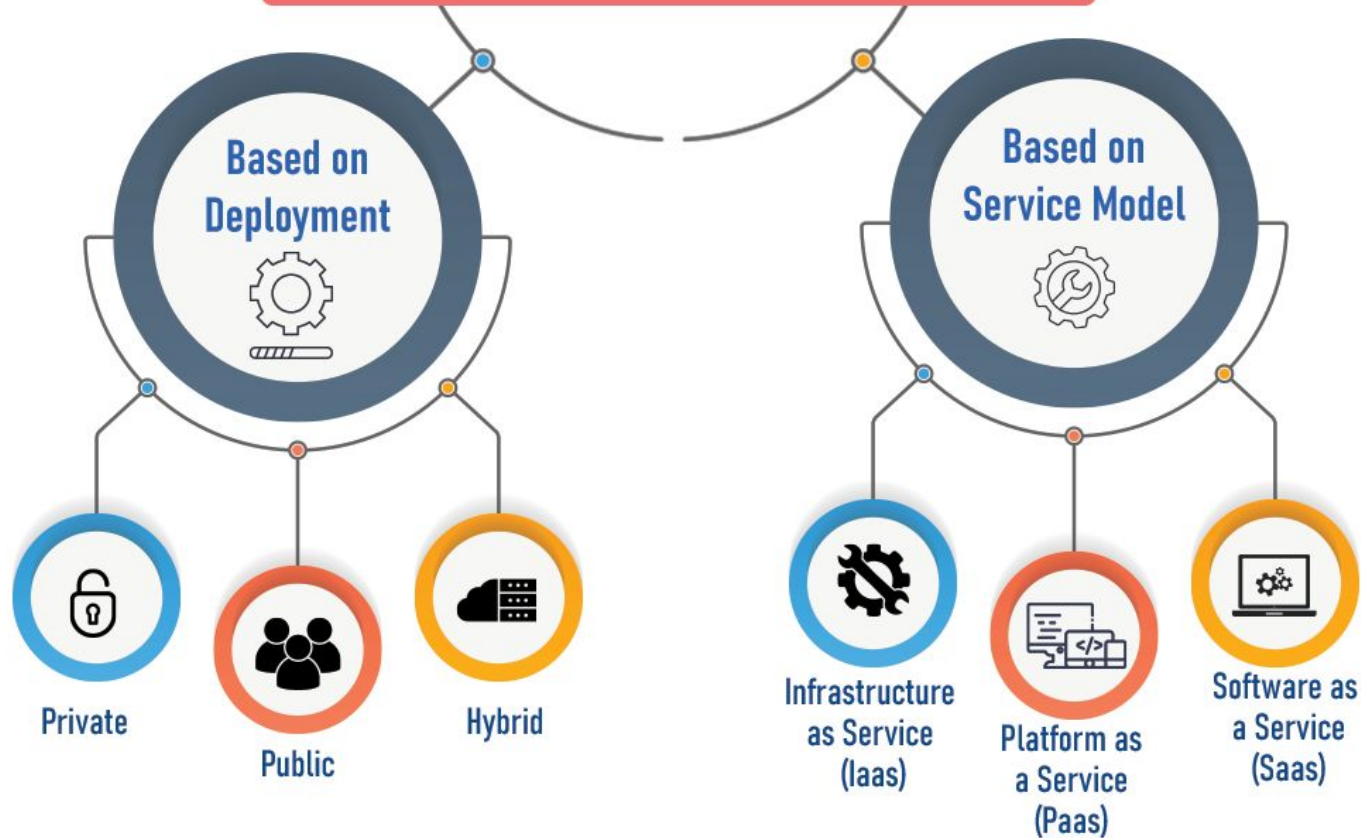 Based on
Deployment
Based on
Service Model
Private
Public
Hybrid
Infrastructure
as Service
(Iaas)
Platform as
a Service
(Paas)
Software as
a Service
(Saas)